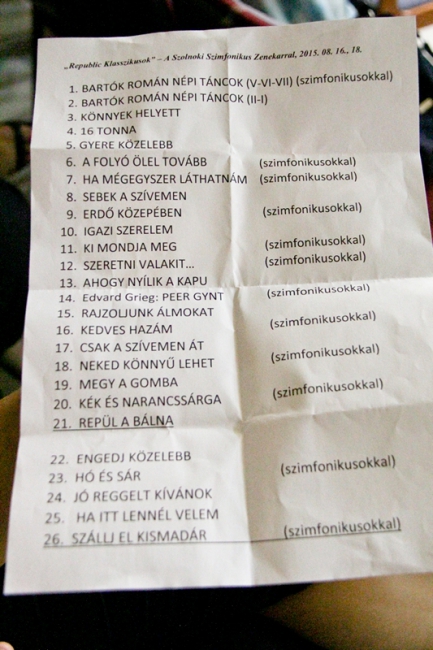 „Republic Klasszikusok” – A Szolnoki Szimfonikus Zenekarral, 2015. 08. 16., 18.
1. BARTÓK ROMÁN NÉPI TÁNCOK (V-VI-VII) (szimfonikusokkal)
2. BARTÓK ROMÁN NÉPI TÁNCOK (II-I)
3. KÖNNYEK HELYETT
4. 16 TONNA
5. GYERE KÖZELEBB
6. A FOLYÓ ÖLEL TOVÁBB (szimfonikusokkal)
7. HA MÉGEGYSZER LÁTHATNÁM (szimfonikusokkal)
8. SEBEK A SZÍVEMEN
9. ERDŐ KÖZEPÉBEN (szimfonikusokkal)
10. IGAZI SZERELEM
11. KI MONDJA MEG (szimfonikusokkal)
12. SZERETNI VALAKIT... (szimfonikusokkal)
13. AHOGY NYÍLIK A KAPU
14. Edvard Grieg: PEER GYNT (szimfonikusokkal)
15. RAJZOLJUNK ÁLMOKAT
16. KEDVES HAZÁM (szimfonikusokkal)
17. CSAK A SZÍVEMEN ÁT
18. NEKED KÖNNYŰ LEHET (szimfonikusokkal)
19. MEGY A GOMBA
20. KÉK ÉS NARANCSSÁRGA (szimfonikusokkal)
21. REPÜL A BÁLNA
22. ENGEDJ KÖZELEBB
23. HÓ ÉS SÁR (szimfonikusokkal)
24. JÓ REGGELT KÍVÁNOK
25. HA ITT LENNÉL VELEM
26. SZÁLLJ EL KISMADÁR (szimfonikusokkal)